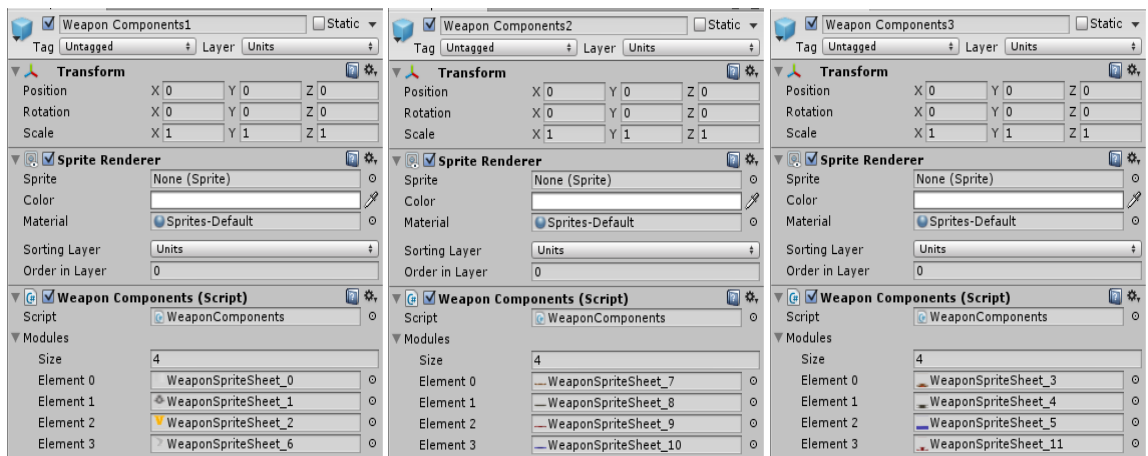 Weapon Components1 Static
Tag Untagged Layer Units
Transform
Position X 0 Y 0 Z 0
Rotation X 0 Y 0 Z 0
Scale X 1 Y 1 Z 1
Sprite Renderer
Sprite None (Sprite)
Color
Material Sprites-Default
Sorting Layer Units
Order in Layer 0
Weapon Components (Script)
Script WeaponComponents
Modules
Size 4
Element 0 WeaponSpriteSheet_0
Element 1 WeaponSpriteSheet_1
Element 2 WeaponSpriteSheet_2
Element 3 WeaponSpriteSheet_6
Weapon Components2 Static
Tag Untagged Layer Units
Transform
Position X 0 Y 0 Z 0
Rotation X 0 Y 0 Z 0
Scale X 1 Y 1 Z 1
Sprite Renderer
Sprite None (Sprite)
Color
Material Sprites-Default
Sorting Layer Units
Order in Layer 0
Weapon Components (Script)
Script WeaponComponents
Modules
Size 4
Element 0 WeaponSpriteSheet_7
Element 1 WeaponSpriteSheet_8
Element 2 WeaponSpriteSheet_9
Element 3 WeaponSpriteSheet_10
Weapon Components3 Static
Tag Untagged Layer Units
Transform
Position X 0 Y 0 Z 0
Rotation X 0 Y 0 Z 0
Scale X 1 Y 1 Z 1
Sprite Renderer
Sprite None (Sprite)
Color
Material Sprites-Default
Sorting Layer Units
Order in Layer 0
Weapon Components (Script)
Script WeaponComponents
Modules
Size 4
Element 0 WeaponSpriteSheet_3
Element 1 WeaponSpriteSheet_4
Element 2 WeaponSpriteSheet_5
Element 3 WeaponSpriteSheet_11